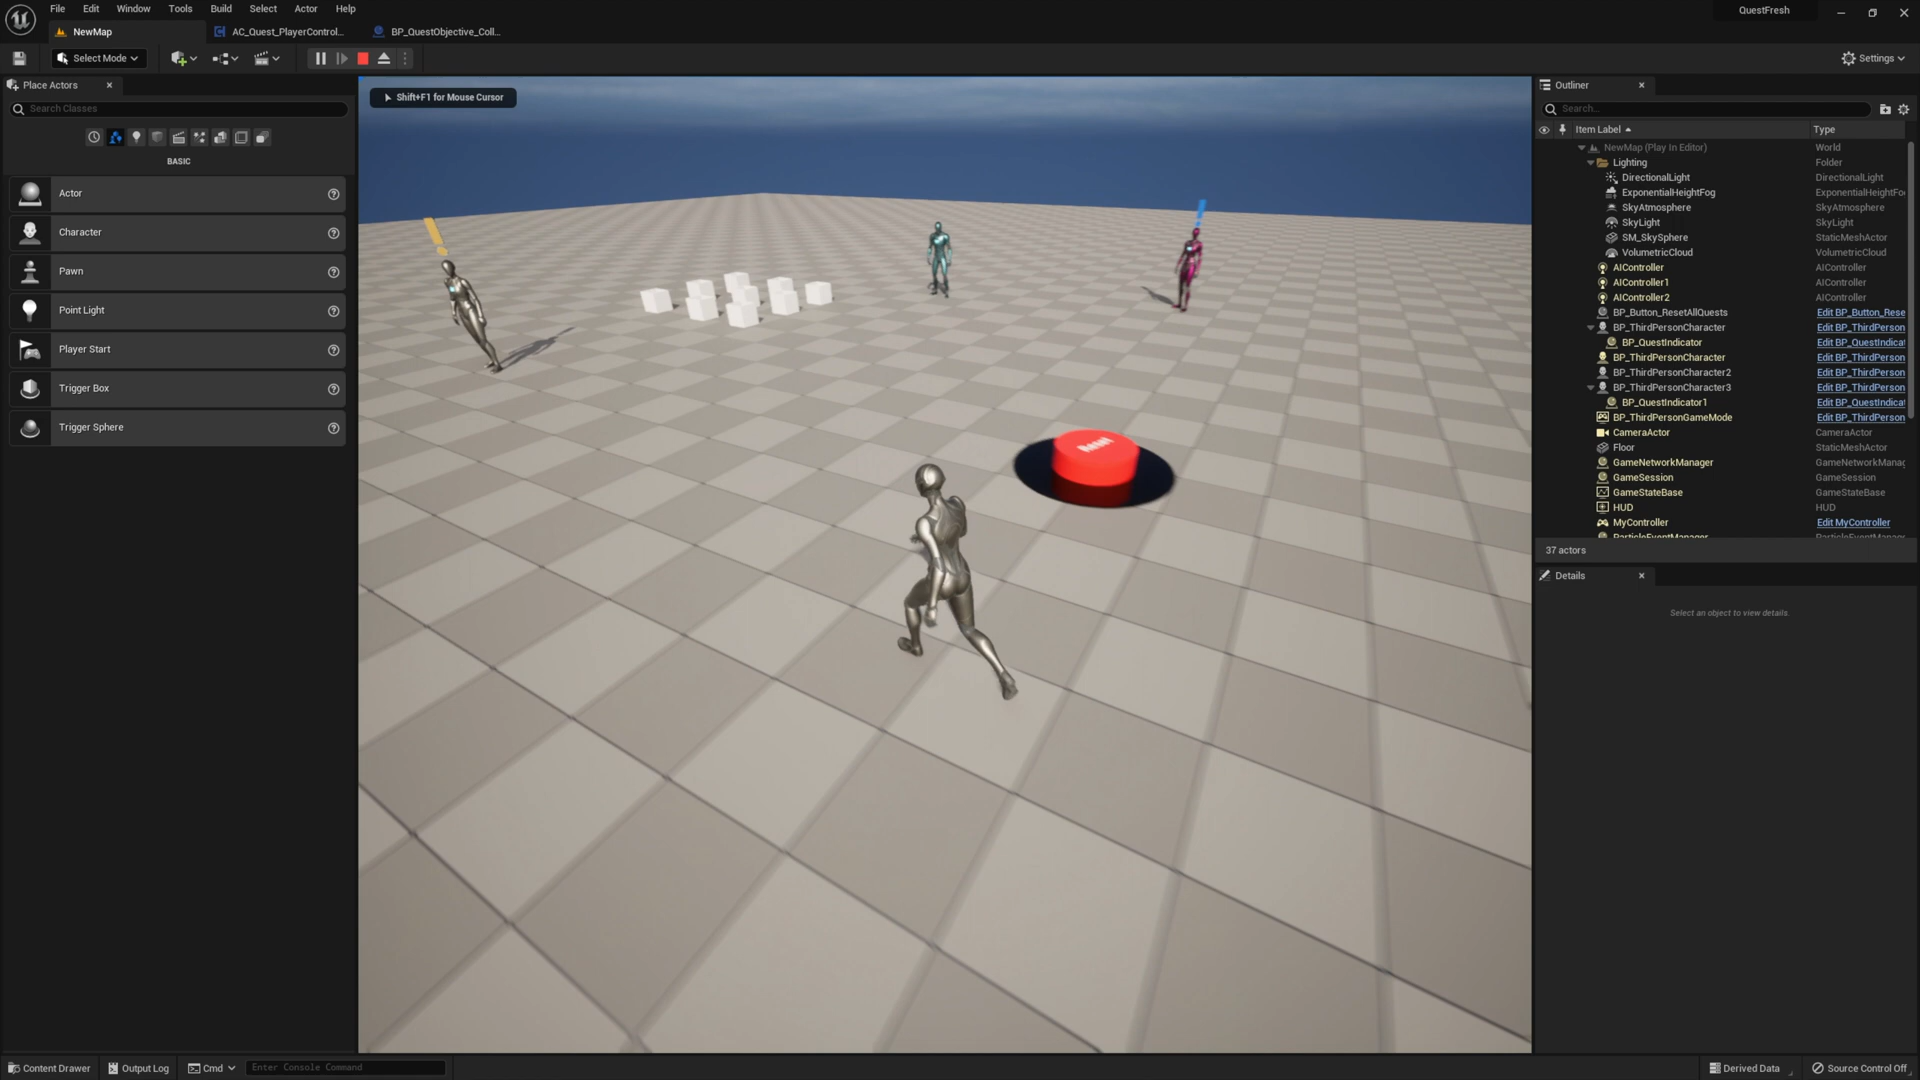 File Edit Window Tools Build Select Actor Help
QuestFresh
NewMap
AC_Quest_PlayerControl...
BP_QuestObjective_Coll...
Select Mode
Settings
Place Actors
Search Classes
BASIC
Actor
Character
Pawn
Point Light
Player Start
Trigger Box
Trigger Sphere
Shift+F1 for Mouse Cursor
Outliner
Search...
Item Label Type
NewMap (Play In Editor) World
Lighting Folder
DirectionalLight DirectionalLight
ExponentialHeightFog ExponentialHeightFo
SkyAtmosphere SkyAtmosphere
SkyLight SkyLight
SM_SkySphere StaticMeshActor
VolumetricCloud VolumetricCloud
AIController AIController
AIController1 AIController
AIController2 AIController
BP_Button_ResetAllQuests Edit BP_Button_Rese
BP_ThirdPersonCharacter Edit BP_ThirdPerson
BP_QuestIndicator Edit BP_QuestIndicat
BP_ThirdPersonCharacter Edit BP_ThirdPerson
BP_ThirdPersonCharacter2 Edit BP_ThirdPerson
BP_ThirdPersonCharacter3 Edit BP_ThirdPerson
BP_QuestIndicator1 Edit BP_QuestIndicat
BP_ThirdPersonGameMode Edit BP_ThirdPerson
CameraActor CameraActor
Floor StaticMeshActor
GameNetworkManager GameNetworkManag
GameSession GameSession
GameStateBase GameStateBase
HUD HUD
MyController Edit MyController
ParticleEventManager ParticleEventManag
37 actors
Details
Select an object to view details.
Content Drawer
Output Log
Cmd
Enter Console Command
Derived Data
Source Control Off